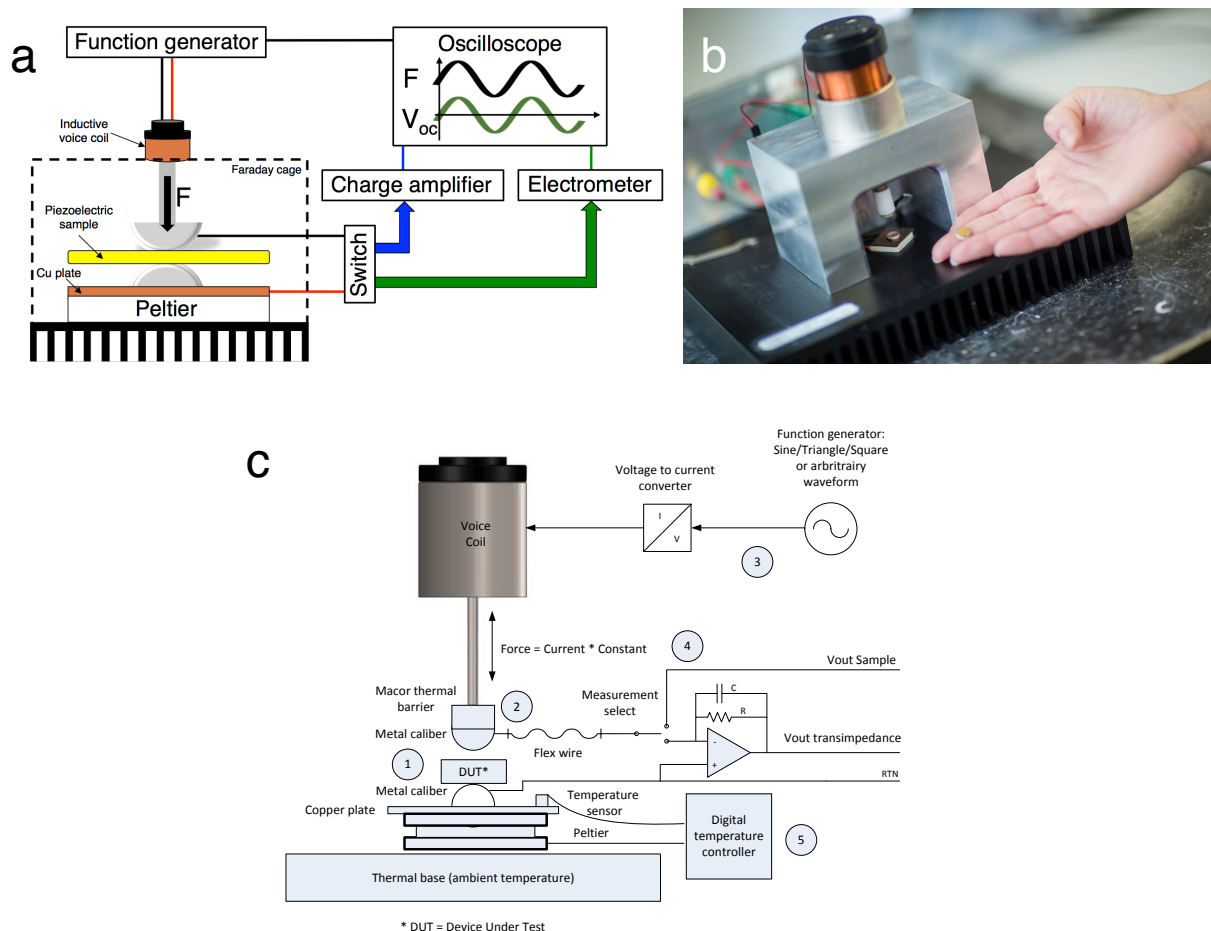 a
Function generator
Oscilloscope
F
Voc
Inductive
voice coil
Faraday cage
F
Charge amplifier
Electrometer
Piezoelectric
sample
Switch
Cu plate
Peltier
b
c
Function generator:
Sine/Triangle/Square
or arbritrairy
waveform
Voltage to current
converter
I
V
Voice
Coil
3
Force = Current * Constant
4
Vout Sample
Macor thermal
barrier
2
Measurement
select
C
R
Metal caliber
-
Vout transimpedance
Flex wire
1
DUT*
+
RTN
Metal caliber
Temperature
sensor
Copper plate
Digital
temperature
controller
5
Peltier
Thermal base (ambient temperature)
* DUT = Device Under Test